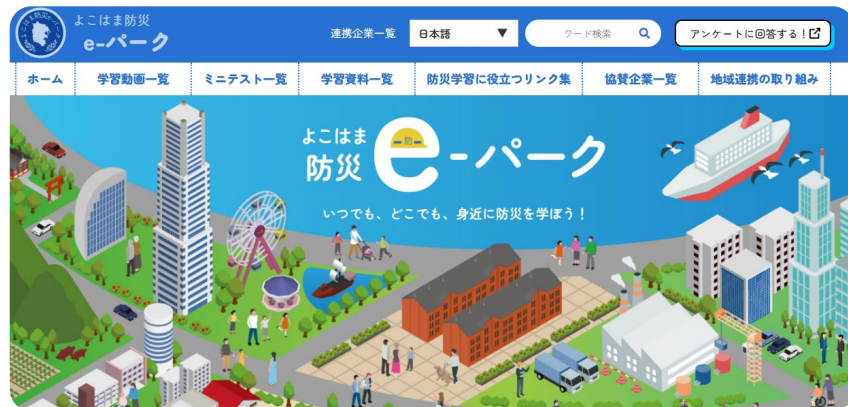 よこはま防災
e-パーク
連携企業一覧
日本語
ワード検索
アンケートに回答する！
ホーム
学習動画一覧
ミニテスト一覧
学習資料一覧
防災学習に役立つリンク集
協賛企業一覧
地域連携の取り組み
よこはま
防災 e-パーク
防
いつでも、どこでも、身近に防災を学ぼう！